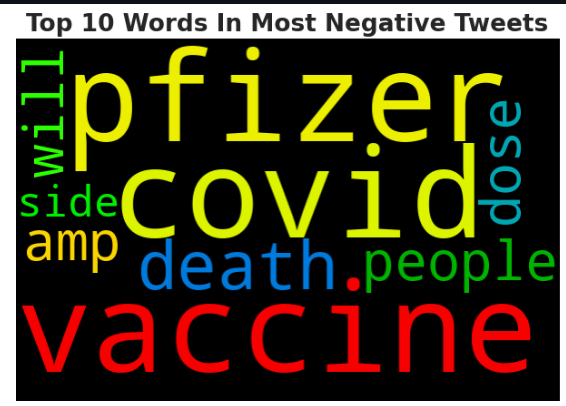 Top 10 Words In Most Negative Tweets
will
pfizer
dose
covid
side
amp
death
people
vaccine